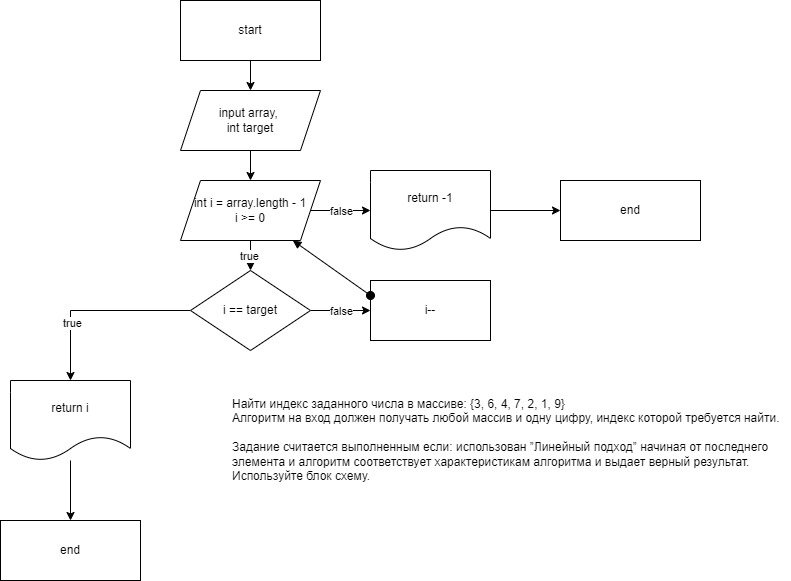 start
input array,
int target
int i = array.length - 1
i >= 0
false
return -1
end
true
i == target
false
i--
true
return i
end
Найти индекс заданного числа в массиве: {3, 6, 4, 7, 2, 1, 9}
Алгоритм на вход должен получать любой массив и одну цифру, индекс которой требуется найти.
Задание считается выполненным если: использован "Линейный подход" начиная от последнего
элемента и алгоритм соответствует характеристикам алгоритма и выдает верный результат.
Используйте блок схему.